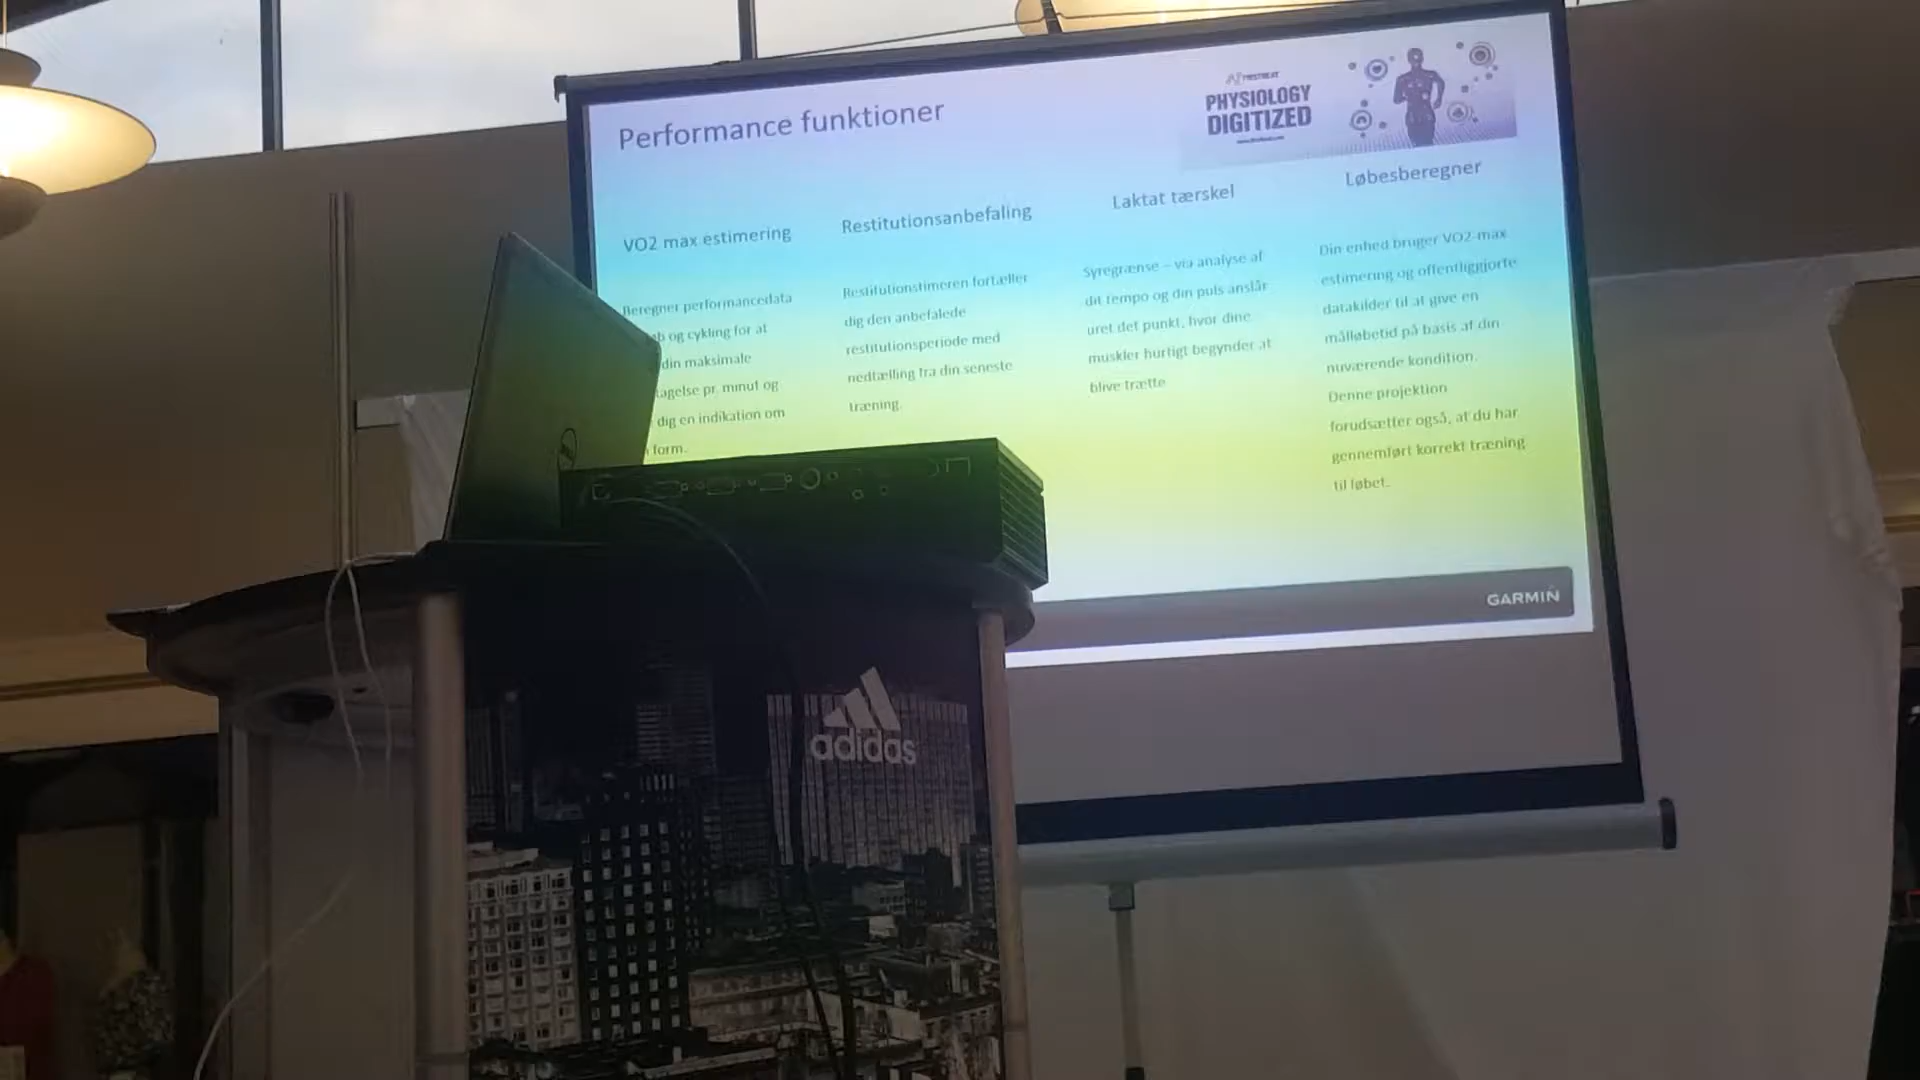 Performance funktioner
FIRSTBEAT
PHYSIOLOGY
DIGITIZED
VO2 max estimering
Beregner performancedata
og cykling for at
din maksimale
pr. minut og
dig en indikation om
form.
Restitutionsanbefaling
Restitutionstimeren fortæller
dig den anbefalede
restitutionsperiode med
nedtælling fra din seneste
træning.
Laktat tærskel
Syregrænse – via analyse af
dit tempo og din puls anslår
uret det punkt, hvor dine
muskler hurtigt begynder at
blive trætte
Løbesberegner
Din enhed bruger VO2-max
estimering og offentliggjorte
datakilder til at give en
målløbetid på basis af din
nuværende kondition.
Denne projektion
forudsætter også, at du har
gennemført korrekt træning
til løbet.
GARMIN
adidas